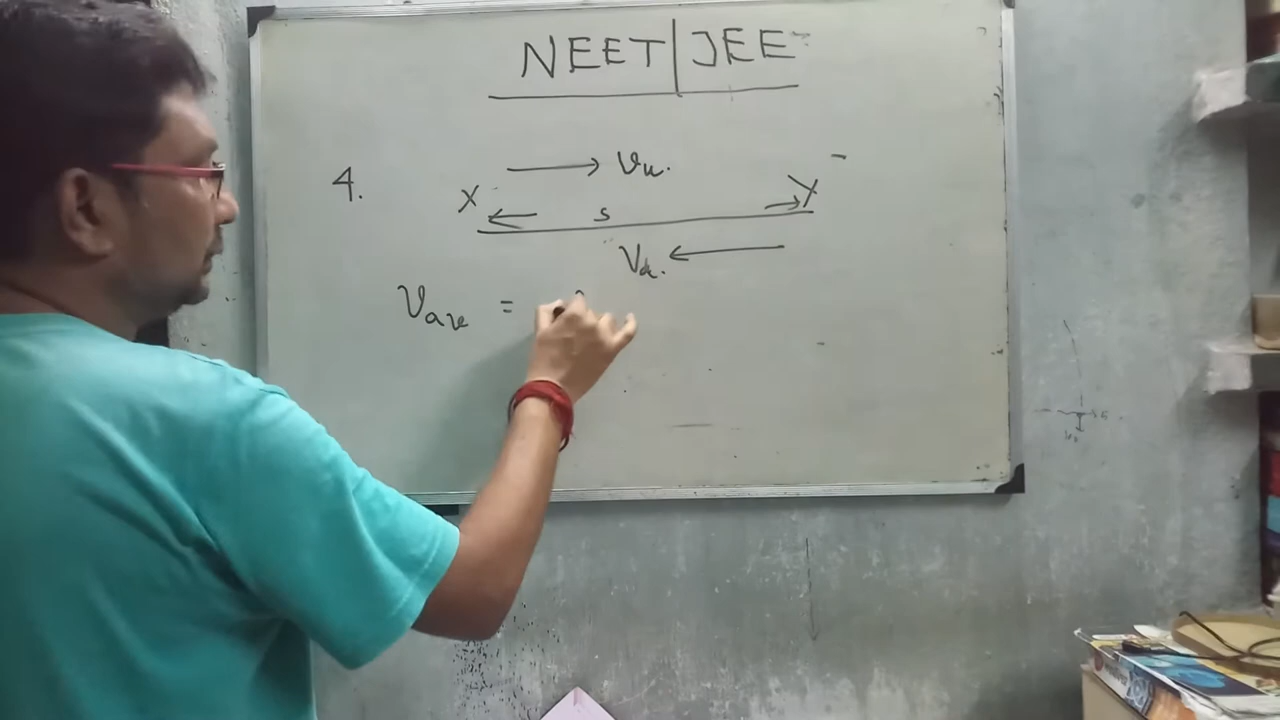 NEET | JEE
4. X → Vu. Y
← s →
Vd. ←
Vave =